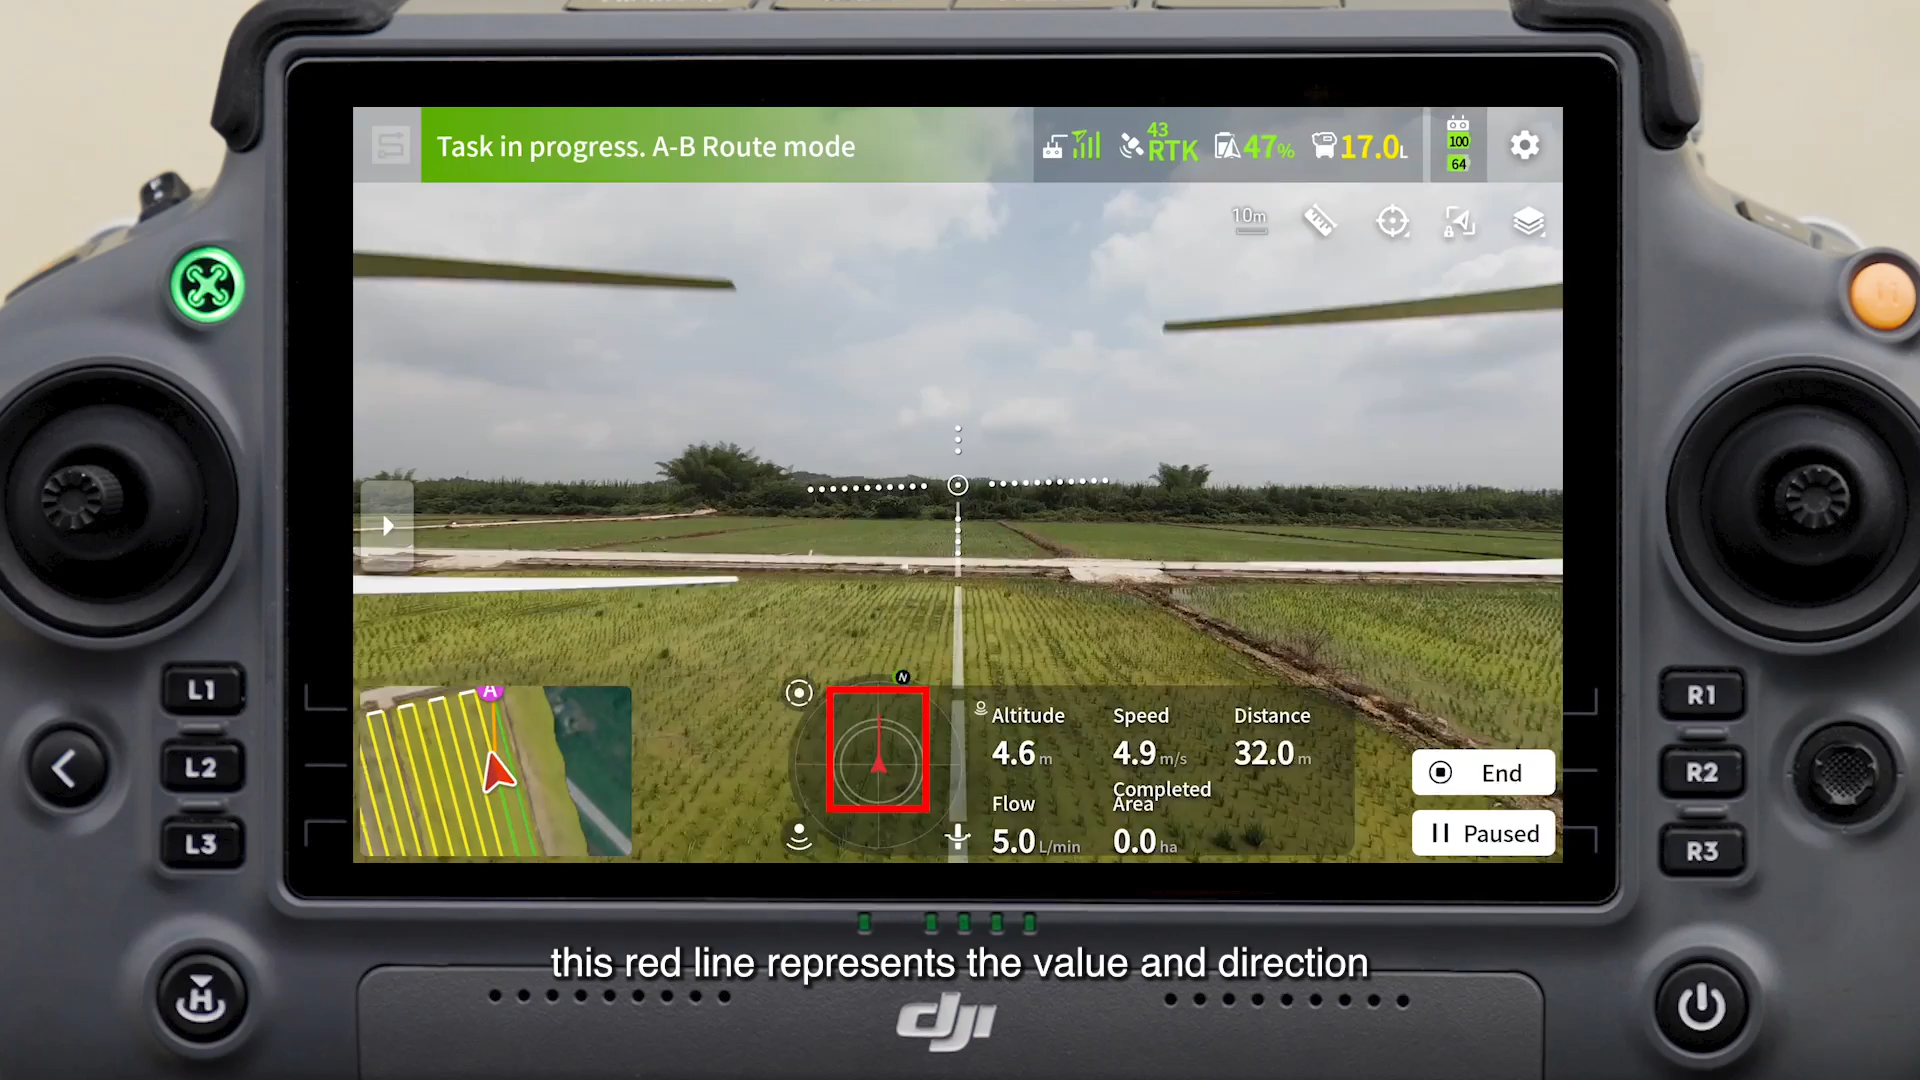 Task in progress. A-B Route mode
43
RTK
47%
17.0L
100
64
10m
A
N
Altitude
4.6 m
Speed
4.9 m/s
Distance
32.0 m
Flow
5.0 L/min
Completed
Area
0.0 ha
End
Paused
L1
L2
L3
R1
R2
R3
H
this red line represents the value and direction
dji